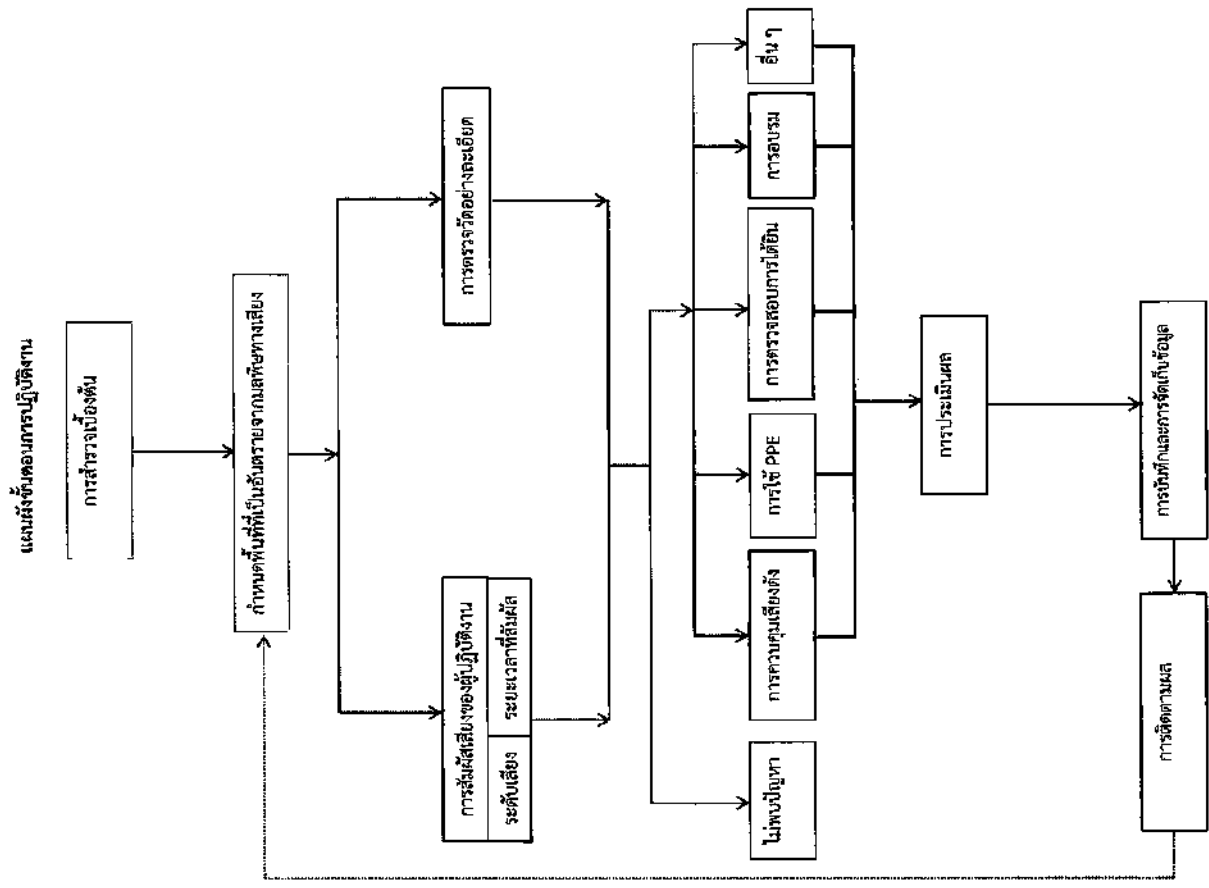 แผนผังขั้นตอนการปฏิบัติงาน
การสำรวจเบื้องต้น
กำหนดพื้นที่ที่เป็นอันตรายจากมลพิษทางเสียง
การสัมผัสเสียงของผู้ปฏิบัติงาน
ระดับเสียง
ระยะเวลาที่สัมผัส
การตรวจวัดอย่างละเอียด
ไม่พบปัญหา
การควบคุมเสียงดัง
การใช้ PPE
การตรวจสอบการได้ยิน
การอบรม
อื่น ๆ
การประเมินผล
การบันทึกและการจัดเก็บข้อมูล
การติดตามผล